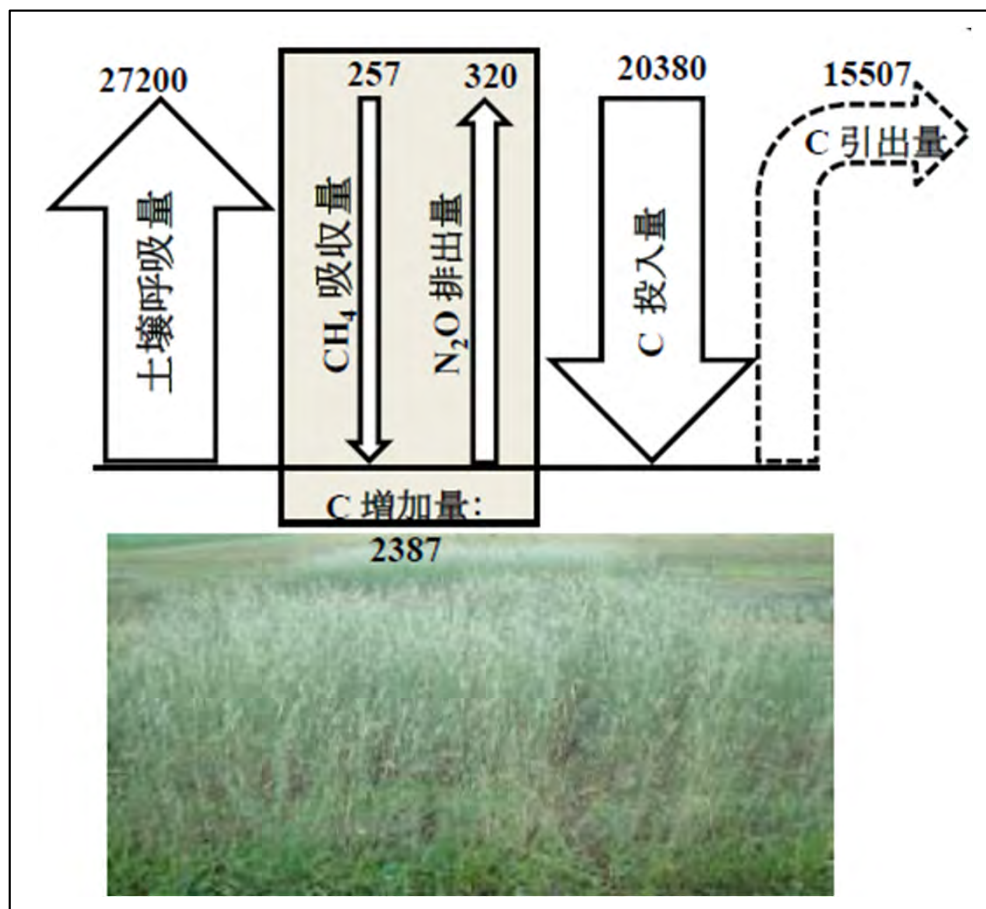 27200
257
320
20380
15507
土壤呼吸量
CH₄ 吸收量
N₂O 排出量
C 投入量
C 引出量
C 增加量:
2387